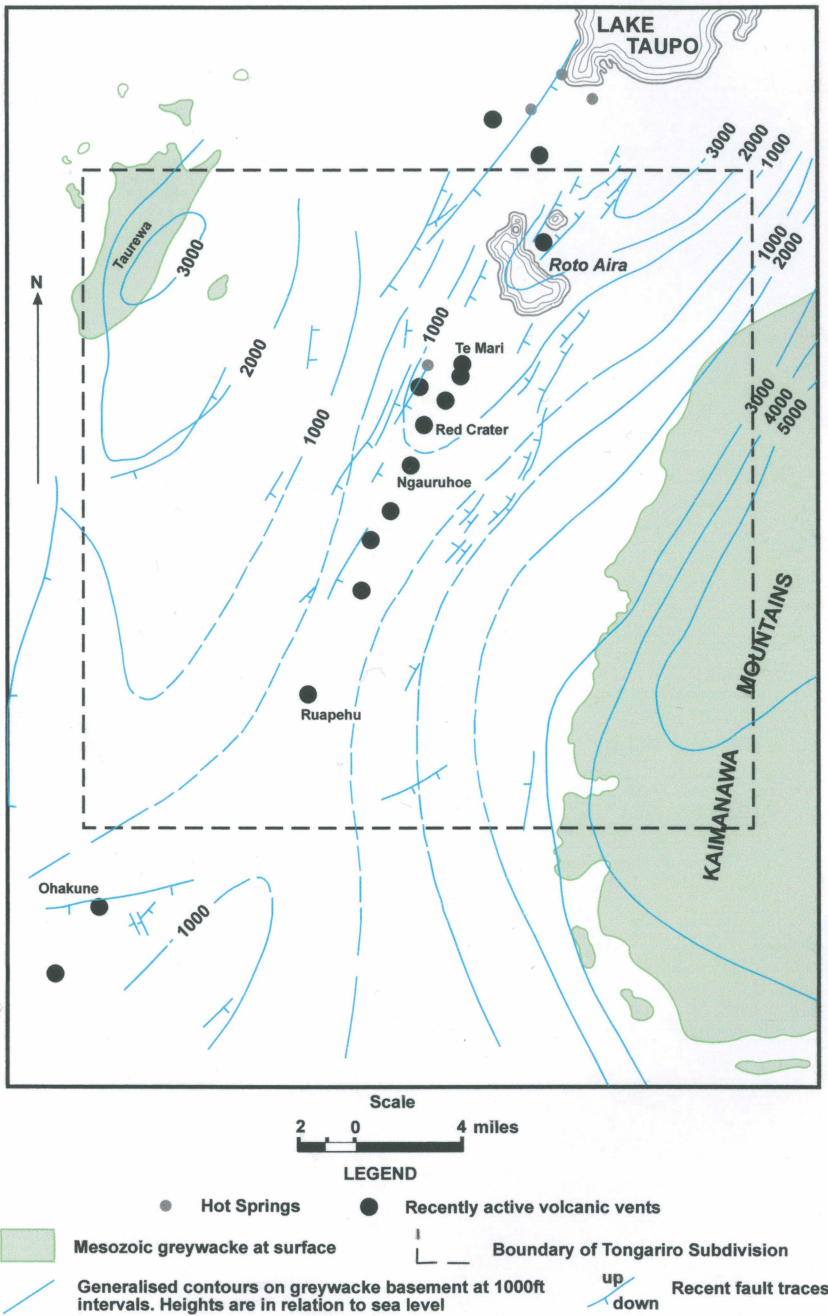 LAKE
TAUPO
3000
2000
1000
Taurewa
3000
1000
2000
Roto Aira
N
1000
Te Mari
2000
1000
3000
4000
5000
Red Crater
Ngauruhoe
MOUNTAINS
Ruapehu
KAIMANAWA
Ohakune
1000
Scale
2 0 4 miles
LEGEND
Hot Springs
Recently active volcanic vents
Mesozoic greywacke at surface
Boundary of Tongariro Subdivision
Generalised contours on greywacke basement at 1000ft
intervals. Heights are in relation to sea level
up
down
Recent fault traces